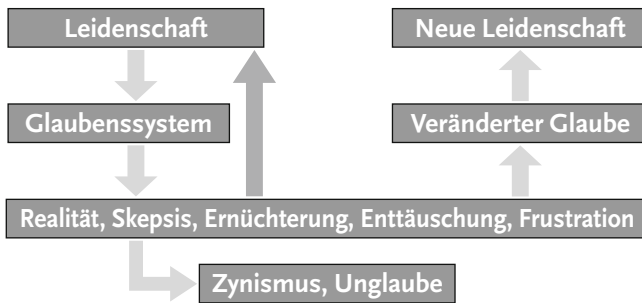 Leidenschaft
Neue Leidenschaft
Glaubenssystem
Veränderter Glaube
Realität, Skepsis, Ernüchterung, Enttäuschung, Frustration
Zynismus, Unglaube